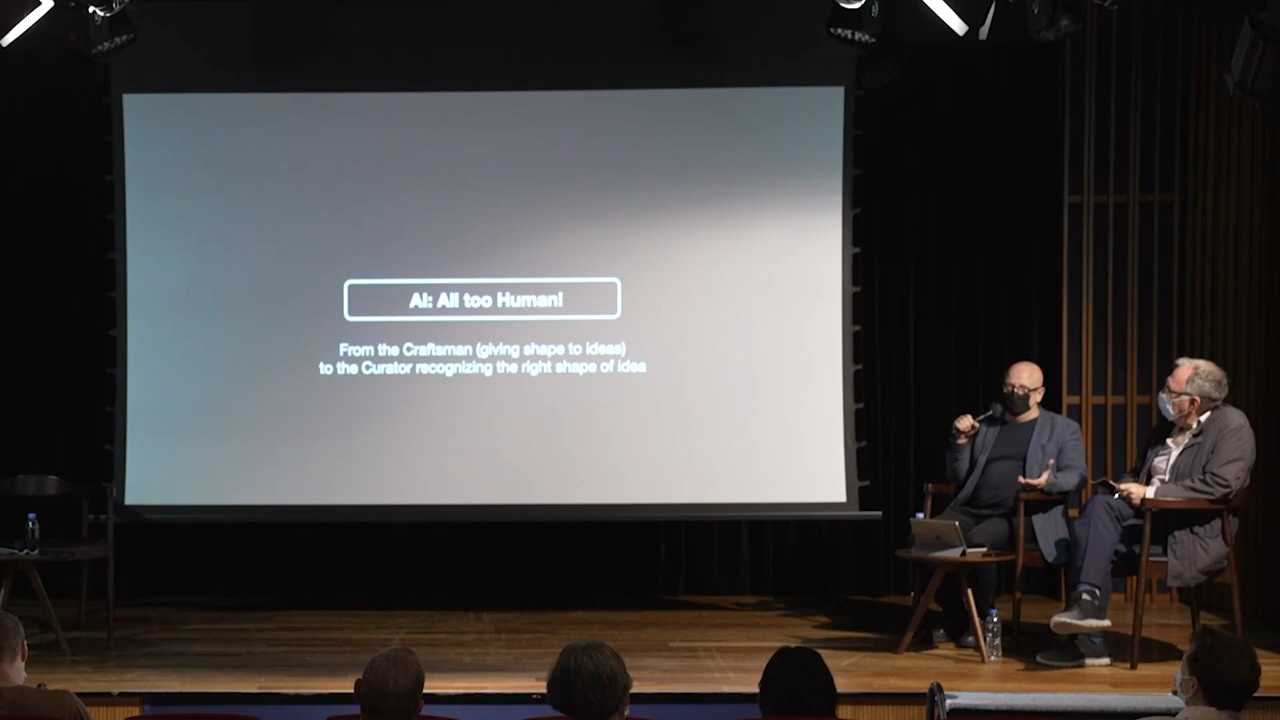 AI: All too Human!
From the Craftsman (giving shape to ideas)
to the Curator recognizing the right shape of idea